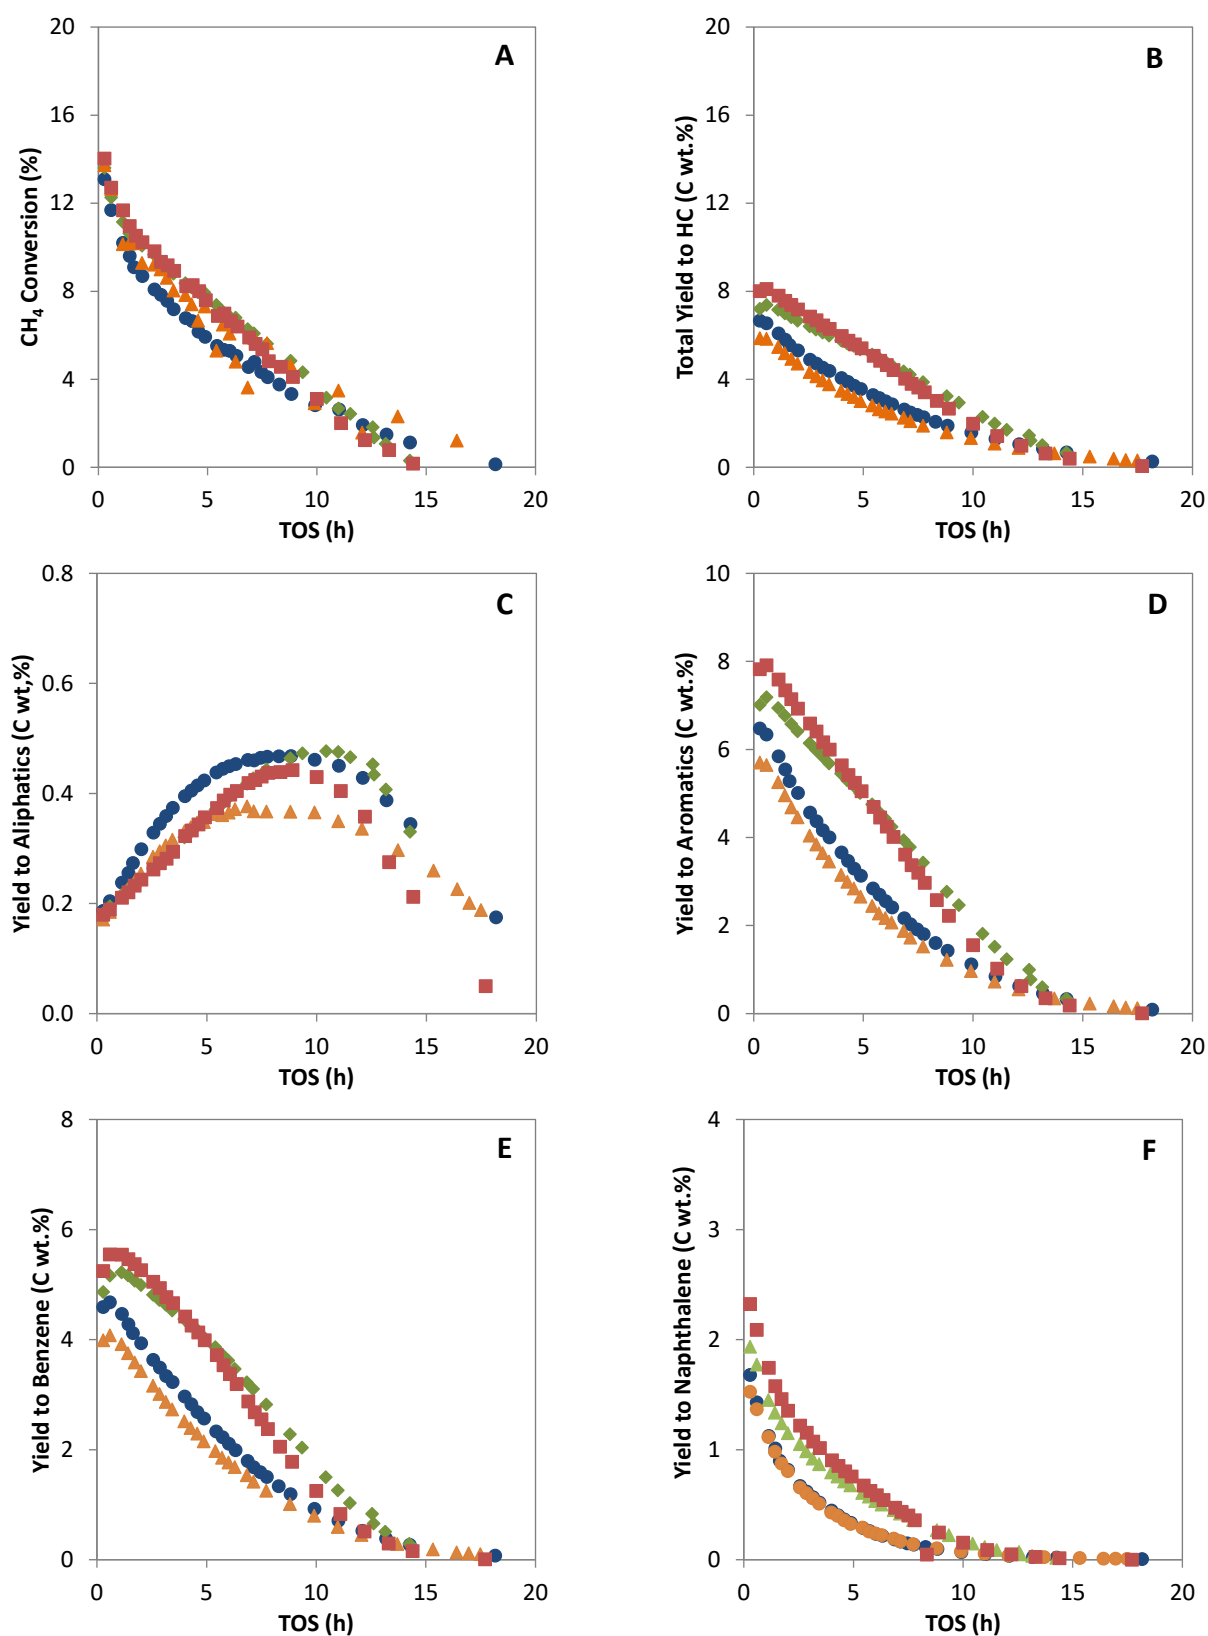 A
CH4 Conversion (%)
20
16
12
8
4
0
0 5 10 15 20
TOS (h)
B
Total Yield to HC (C wt.%)
20
16
12
8
4
0
0 5 10 15 20
TOS (h)
C
Yield to Aliphatics (C wt,%)
0.8
0.6
0.4
0.2
0.0
0 5 10 15 20
TOS (h)
D
Yield to Aromatics (C wt.%)
10
8
6
4
2
0
0 5 10 15 20
TOS (h)
E
Yield to Benzene (C wt.%)
8
6
4
2
0
0 5 10 15 20
TOS (h)
F
Yield to Naphthalene (C wt.%)
4
3
2
1
0
0 5 10 15 20
TOS (h)